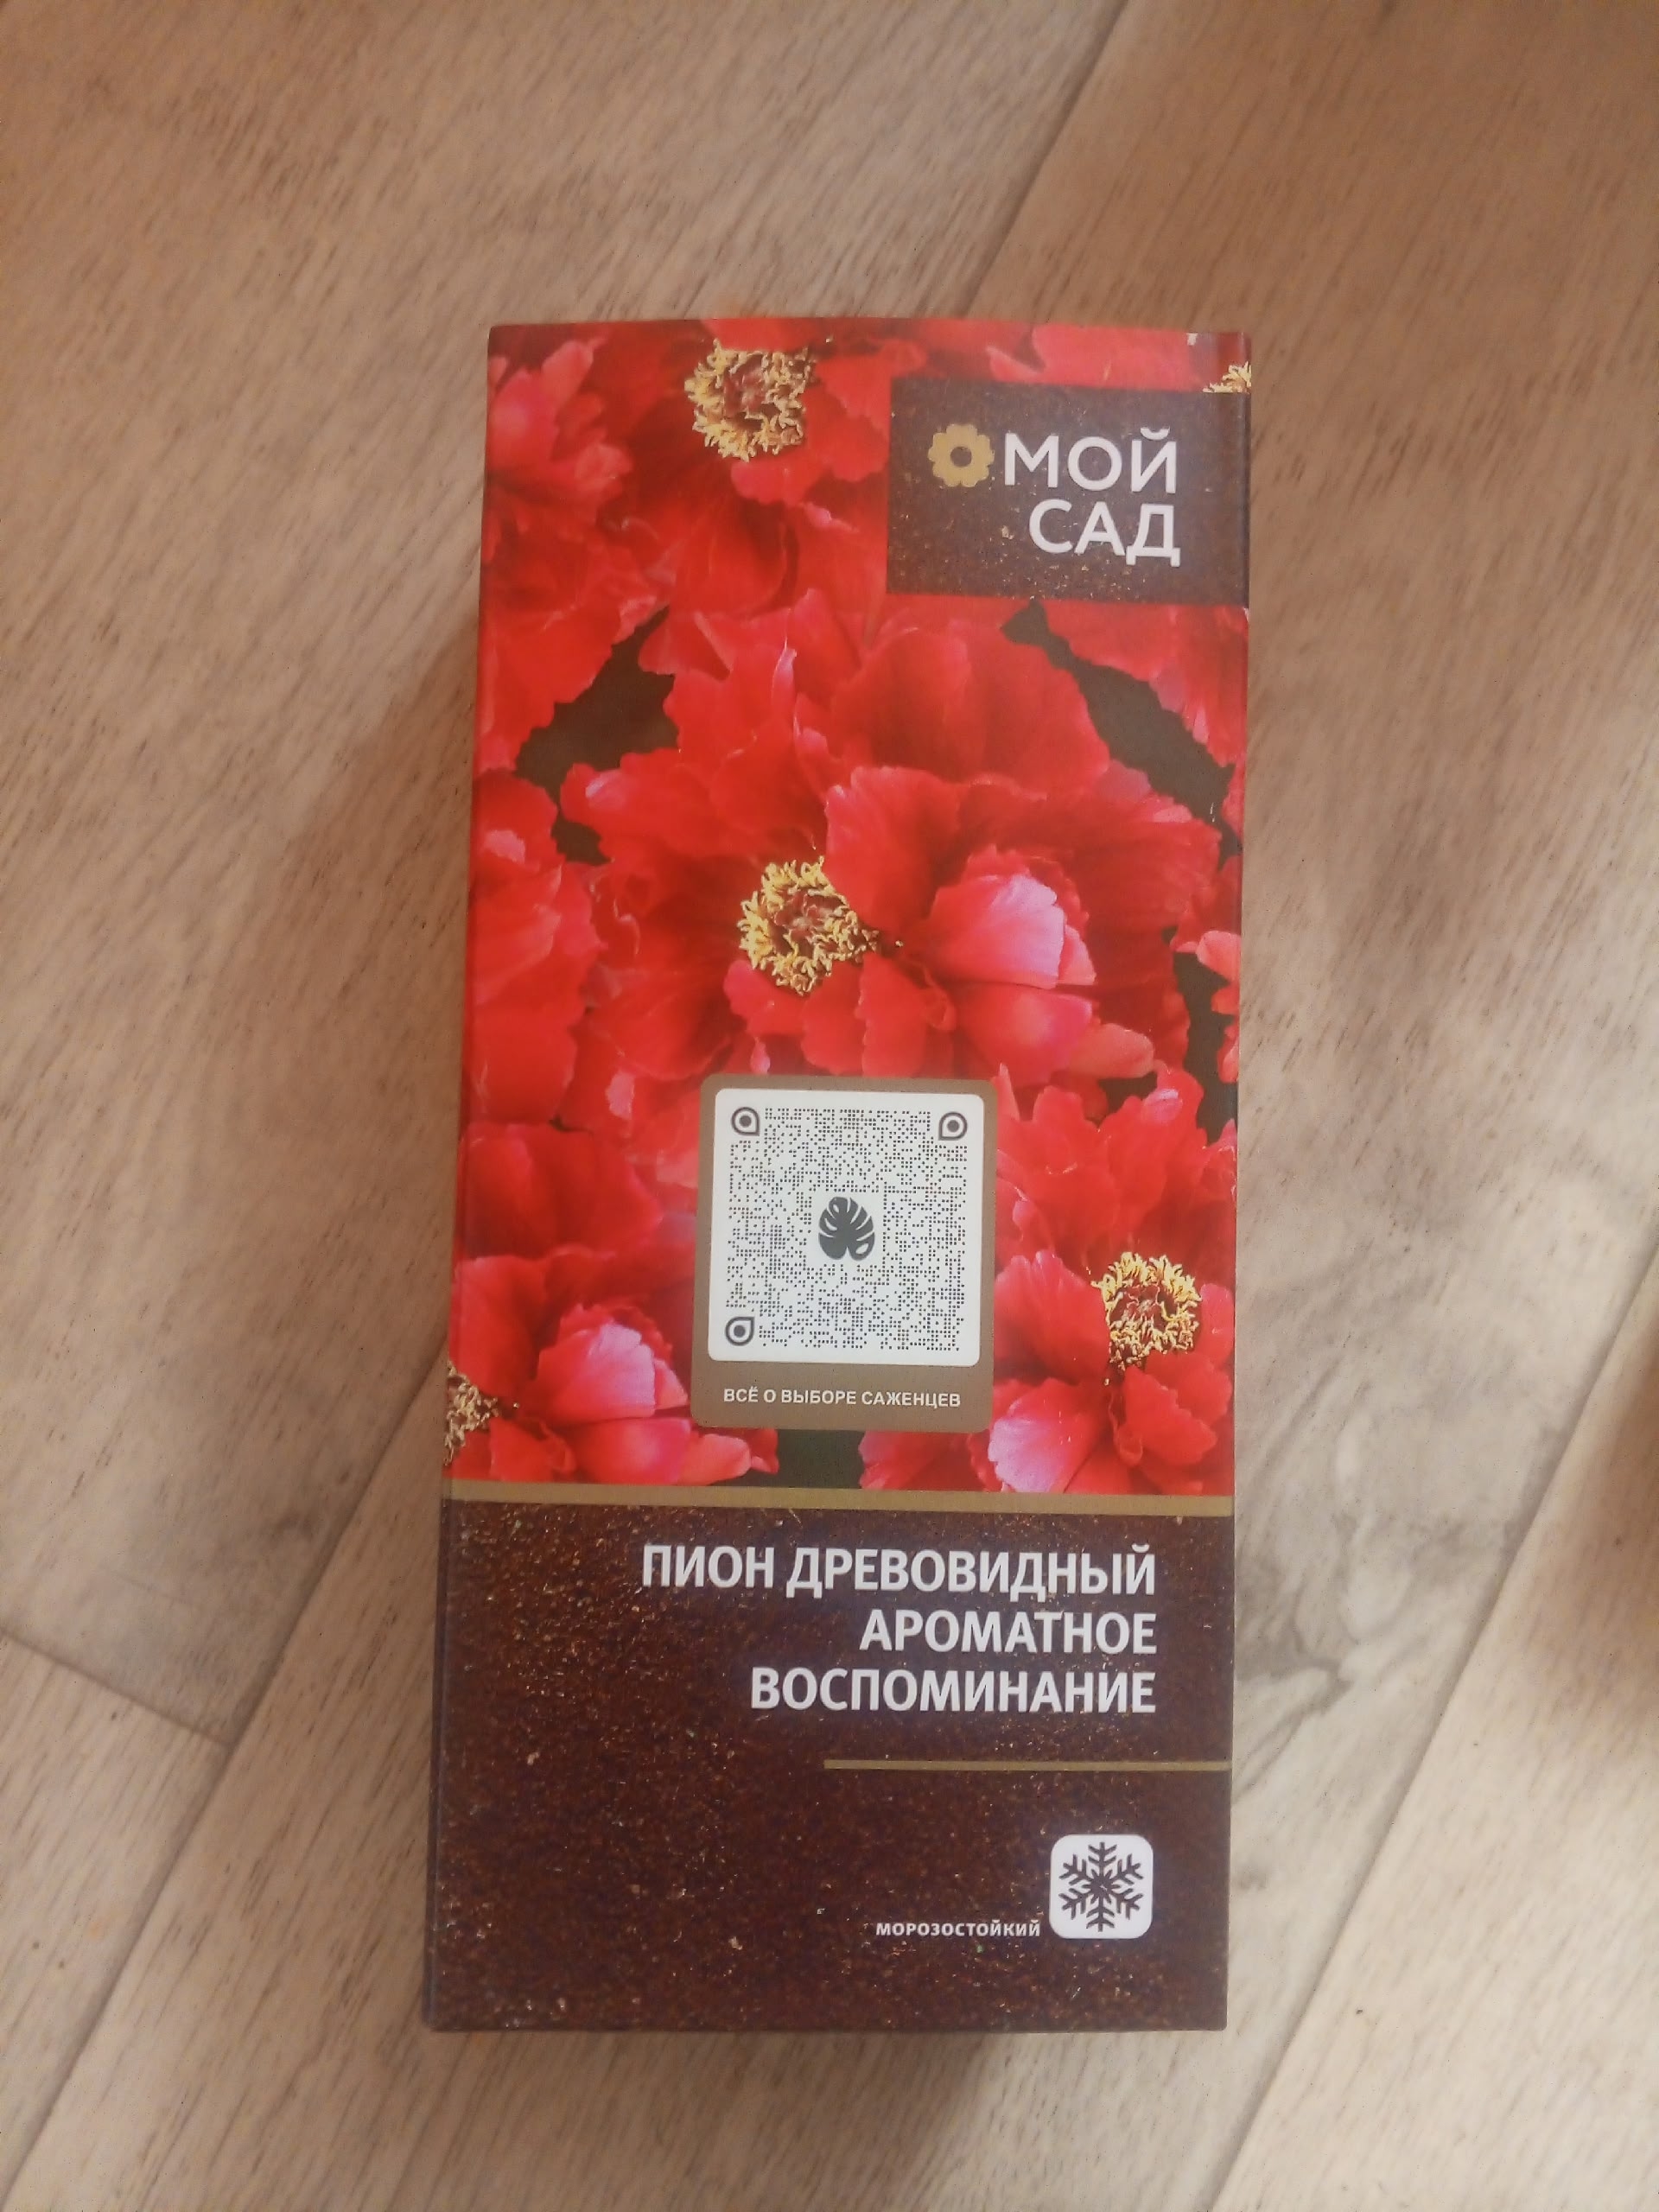 МОЙ
САД
ВСЁ О ВЫБОРЕ САЖЕНЦЕВ
ПИОН ДРЕВОВИДНЫЙ
АРОМАТНОЕ
ВОСПОМИНАНИЕ
МОРОЗОСТОЙКИЙ